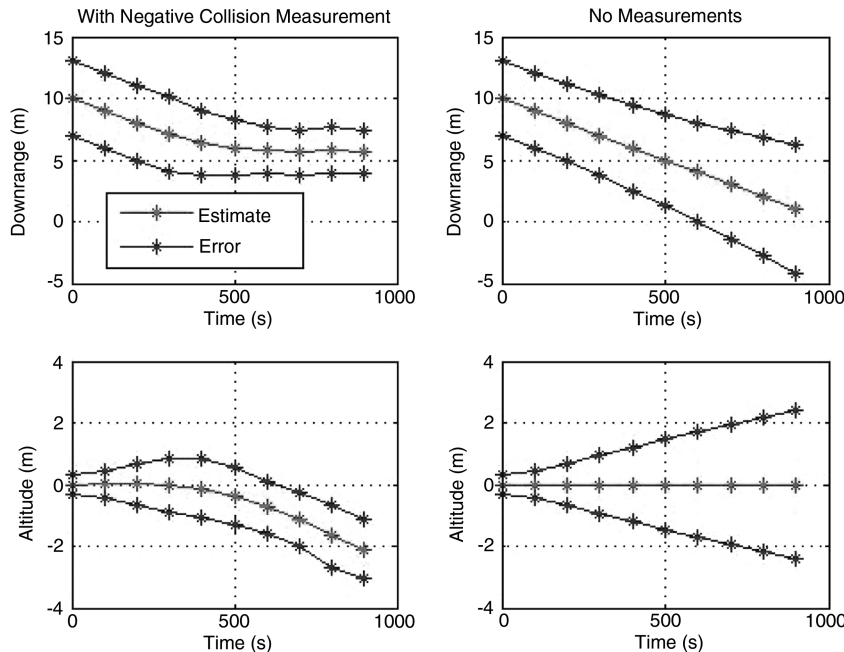 With Negative Collision Measurement
No Measurements
15
10
5
0
-5
Downrange (m)
Estimate
Error
0
500
1000
Time (s)
15
10
5
0
-5
Downrange (m)
0
500
1000
Time (s)
4
2
0
-2
-4
Altitude (m)
0
500
1000
Time (s)
4
2
0
-2
-4
Altitude (m)
0
500
1000
Time (s)